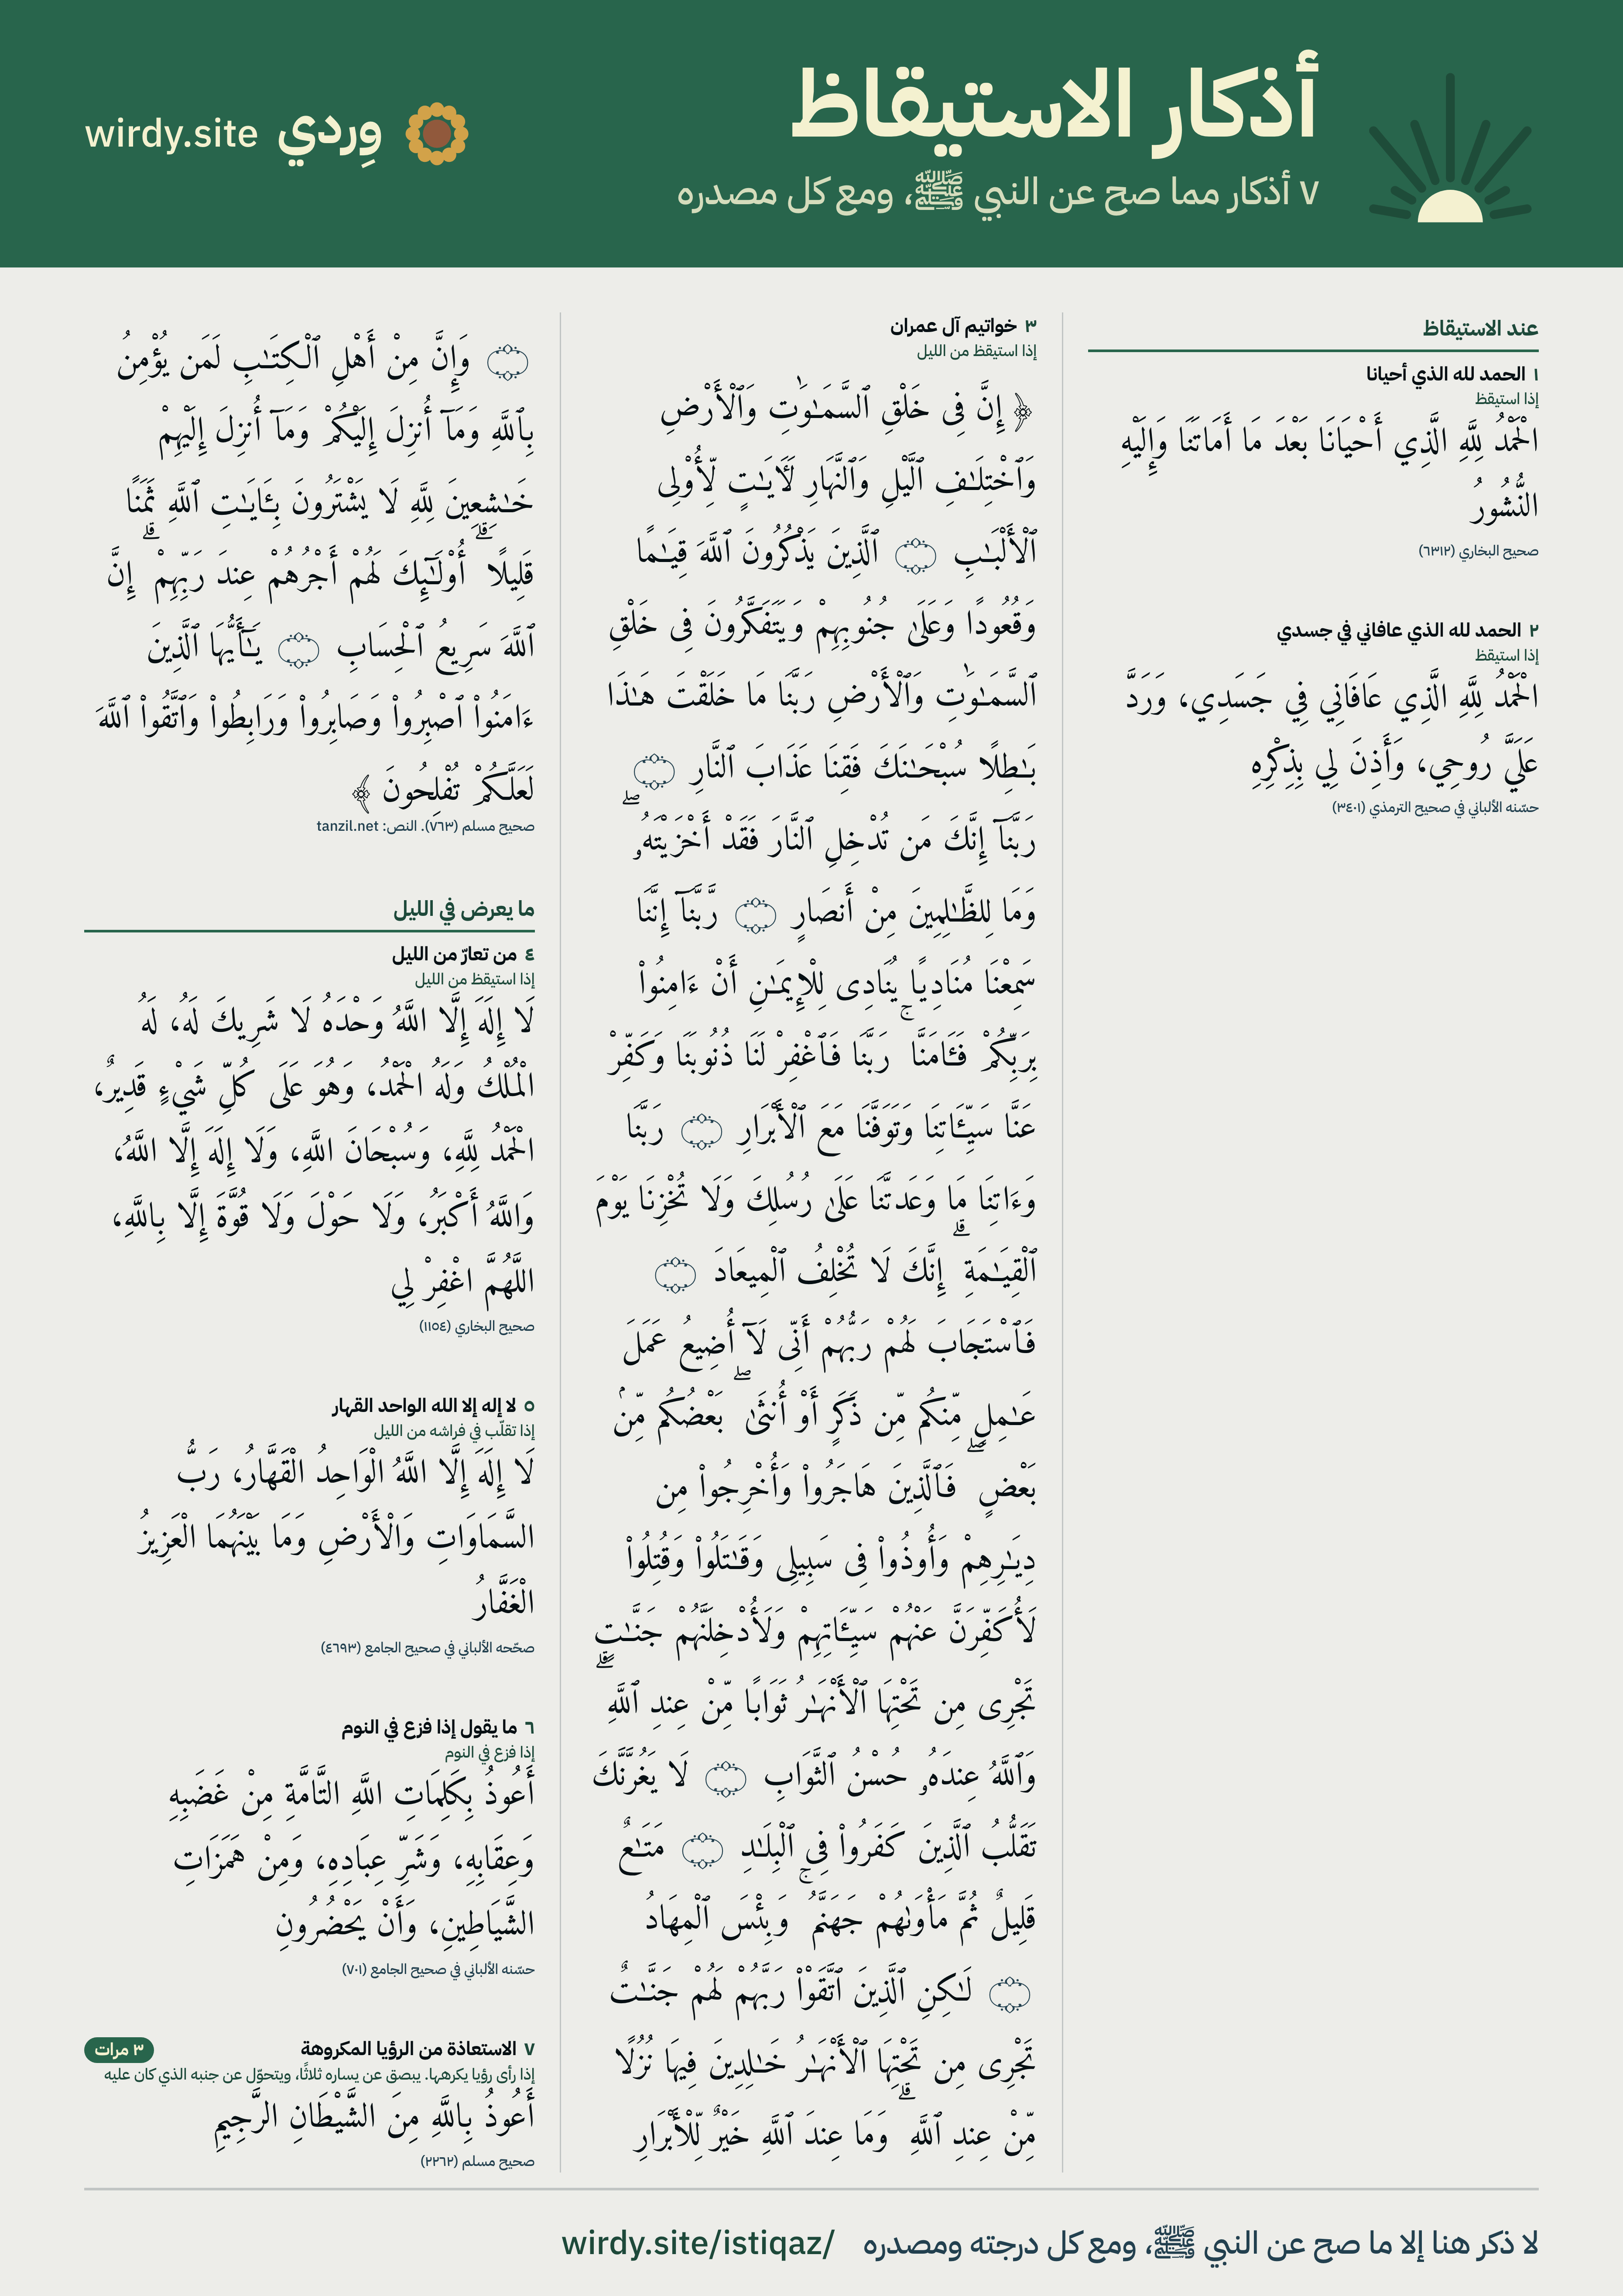 أذكار الاستيقاظ
٧ أذكار مما صح عن النبي ﷺ، ومع كل مصدره
وِردي wirdy.site
عند الاستيقاظ
١ الحمد لله الذي أحيانا
إذا استيقظ
الْحَمْدُ لِلَّهِ الَّذِي أَحْيَانَا بَعْدَ مَا أَمَاتَنَا وَإِلَيْهِ
النُّشُورُ
صحيح البخاري (٦٣١٢)
٢ الحمد لله الذي عافاني في جسدي
إذا استيقظ
الْحَمْدُ لِلَّهِ الَّذِي عَافَانِي فِي جَسَدِي، وَرَدَّ
عَلَيَّ رُوحِي، وَأَذِنَ لِي بِذِكْرِهِ
حسّنه الألباني في صحيح الترمذي (٣٤٠١)
٣ خواتيم آل عمران
إذا استيقظ من الليل
﴿ إِنَّ فِى خَلْقِ ٱلسَّمَـٰوَٰتِ وَٱلْأَرْضِ
وَٱخْتِلَـٰفِ ٱلَّيْلِ وَٱلنَّهَارِ لَـَٔايَـٰتٍ لِّأُو۟لِى
ٱلْأَلْبَـٰبِ ۝ ٱلَّذِينَ يَذْكُرُونَ ٱللَّهَ قِيَـٰمًا
وَقُعُودًا وَعَلَىٰ جُنُوبِهِمْ وَيَتَفَكَّرُونَ فِى خَلْقِ
ٱلسَّمَـٰوَٰتِ وَٱلْأَرْضِ رَبَّنَا مَا خَلَقْتَ هَـٰذَا
بَـٰطِلًا سُبْحَـٰنَكَ فَقِنَا عَذَابَ ٱلنَّارِ ۝
رَبَّنَآ إِنَّكَ مَن تُدْخِلِ ٱلنَّارَ فَقَدْ أَخْزَيْتَهُۥ ۖ
وَمَا لِلظَّـٰلِمِينَ مِنْ أَنصَارٍ ۝ رَّبَّنَآ إِنَّنَا
سَمِعْنَا مُنَادِيًا يُنَادِى لِلْإِيمَـٰنِ أَنْ ءَامِنُوا۟
بِرَبِّكُمْ فَـَٔامَنَّا ۚ رَبَّنَا فَٱغْفِرْ لَنَا ذُنُوبَنَا وَكَفِّرْ
عَنَّا سَيِّـَٔاتِنَا وَتَوَفَّنَا مَعَ ٱلْأَبْرَارِ ۝ رَبَّنَا
وَءَاتِنَا مَا وَعَدتَّنَا عَلَىٰ رُسُلِكَ وَلَا تُخْزِنَا يَوْمَ
ٱلْقِيَـٰمَةِ ۗ إِنَّكَ لَا تُخْلِفُ ٱلْمِيعَادَ ۝
فَٱسْتَجَابَ لَهُمْ رَبُّهُمْ أَنِّى لَآ أُضِيعُ عَمَلَ
عَـٰمِلٍ مِّنكُم مِّن ذَكَرٍ أَوْ أُنثَىٰ ۖ بَعْضُكُم مِّنۢ
بَعْضٍ ۖ فَٱلَّذِينَ هَاجَرُوا۟ وَأُخْرِجُوا۟ مِن
دِيَـٰرِهِمْ وَأُوذُوا۟ فِى سَبِيلِى وَقَـٰتَلُوا۟ وَقُتِلُوا۟
لَأُكَفِّرَنَّ عَنْهُمْ سَيِّـَٔاتِهِمْ وَلَأُدْخِلَنَّهُمْ جَنَّـٰتٍ
تَجْرِى مِن تَحْتِهَا ٱلْأَنْهَـٰرُ ثَوَابًا مِّنْ عِندِ ٱللَّهِ ۗ
وَٱللَّهُ عِندَهُۥ حُسْنُ ٱلثَّوَابِ ۝ لَا يَغُرَّنَّكَ
تَقَلُّبُ ٱلَّذِينَ كَفَرُوا۟ فِى ٱلْبِلَـٰدِ ۝ مَتَـٰعٌ
قَلِيلٌ ثُمَّ مَأْوَىٰهُمْ جَهَنَّمُ ۚ وَبِئْسَ ٱلْمِهَادُ
۝ لَـٰكِنِ ٱلَّذِينَ ٱتَّقَوْا۟ رَبَّهُمْ لَهُمْ جَنَّـٰتٌ
تَجْرِى مِن تَحْتِهَا ٱلْأَنْهَـٰرُ خَـٰلِدِينَ فِيهَا نُزُلًا
مِّنْ عِندِ ٱللَّهِ ۗ وَمَا عِندَ ٱللَّهِ خَيْرٌ لِّلْأَبْرَارِ
۝ وَإِنَّ مِنْ أَهْلِ ٱلْكِتَـٰبِ لَمَن يُؤْمِنُ
بِٱللَّهِ وَمَآ أُنزِلَ إِلَيْكُمْ وَمَآ أُنزِلَ إِلَيْهِمْ
خَـٰشِعِينَ لِلَّهِ لَا يَشْتَرُونَ بِـَٔايَـٰتِ ٱللَّهِ ثَمَنًا
قَلِيلًا ۗ أُو۟لَـٰٓئِكَ لَهُمْ أَجْرُهُمْ عِندَ رَبِّهِمْ ۗ إِنَّ
ٱللَّهَ سَرِيعُ ٱلْحِسَابِ ۝ يَـٰٓأَيُّهَا ٱلَّذِينَ
ءَامَنُوا۟ ٱصْبِرُوا۟ وَصَابِرُوا۟ وَرَابِطُوا۟ وَٱتَّقُوا۟ ٱللَّهَ
لَعَلَّكُمْ تُفْلِحُونَ ﴾
صحيح مسلم (٧٦٣). النص: tanzil.net
ما يعرض في الليل
٤ من تعارّ من الليل
إذا استيقظ من الليل
لَا إِلَهَ إِلَّا اللَّهُ وَحْدَهُ لَا شَرِيكَ لَهُ، لَهُ
الْمُلْكُ وَلَهُ الْحَمْدُ، وَهُوَ عَلَى كُلِّ شَيْءٍ قَدِيرٌ،
الْحَمْدُ لِلَّهِ، وَسُبْحَانَ اللَّهِ، وَلَا إِلَهَ إِلَّا اللَّهُ،
وَاللَّهُ أَكْبَرُ، وَلَا حَوْلَ وَلَا قُوَّةَ إِلَّا بِاللَّهِ،
اللَّهُمَّ اغْفِرْ لِي
صحيح البخاري (١١٥٤)
٥ لا إله إلا الله الواحد القهار
إذا تقلّب في فراشه من الليل
لَا إِلَهَ إِلَّا اللَّهُ الْوَاحِدُ الْقَهَّارُ، رَبُّ
السَّمَاوَاتِ وَالْأَرْضِ وَمَا بَيْنَهُمَا الْعَزِيزُ
الْغَفَّارُ
صحّحه الألباني في صحيح الجامع (٤٦٩٣)
٦ ما يقول إذا فزع في النوم
إذا فزع في النوم
أَعُوذُ بِكَلِمَاتِ اللَّهِ التَّامَّةِ مِنْ غَضَبِهِ
وَعِقَابِهِ، وَشَرِّ عِبَادِهِ، وَمِنْ هَمَزَاتِ
الشَّيَاطِينِ، وَأَنْ يَحْضُرُونِ
حسّنه الألباني في صحيح الجامع (٧٠١)
٧ الاستعاذة من الرؤيا المكروهة ٣ مرات
إذا رأى رؤيا يكرهها. يبصق عن يساره ثلاثًا، ويتحوّل عن جنبه الذي كان عليه
أَعُوذُ بِاللَّهِ مِنَ الشَّيْطَانِ الرَّجِيمِ
صحيح مسلم (٢٢٦٢)
لا ذكر هنا إلا ما صح عن النبي ﷺ، ومع كل درجته ومصدره wirdy.site/istiqaz/